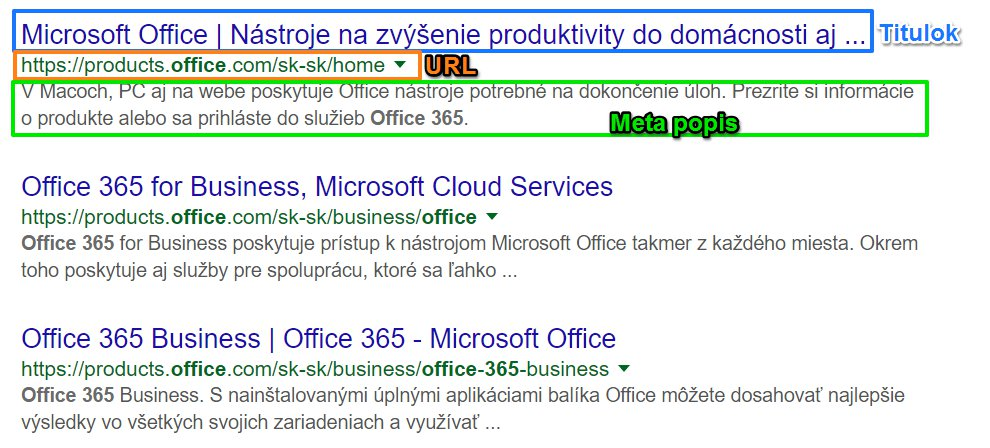 Microsoft Office | Nástroje na zvýšenie produktivity do domácnosti aj ... Titulok
https://products.office.com/sk-sk/home URL
V Macoch, PC aj na webe poskytuje Office nástroje potrebné na dokončenie úloh. Prezrite si informácie
o produkte alebo sa prihláste do služieb Office 365.
Meta popis
Office 365 for Business, Microsoft Cloud Services
https://products.office.com/sk-sk/business/office
Office 365 for Business poskytuje prístup k nástrojom Microsoft Office takmer z každého miesta. Okrem
toho poskytuje aj služby pre spoluprácu, ktoré sa ľahko ...
Office 365 Business | Office 365 - Microsoft Office
https://products.office.com/sk-sk/business/office-365-business
Office 365 Business. S nainštalovanými úplnými aplikáciami balíka Office môžete dosahovať najlepšie
výsledky vo všetkých svojich zariadeniach a využívať ...